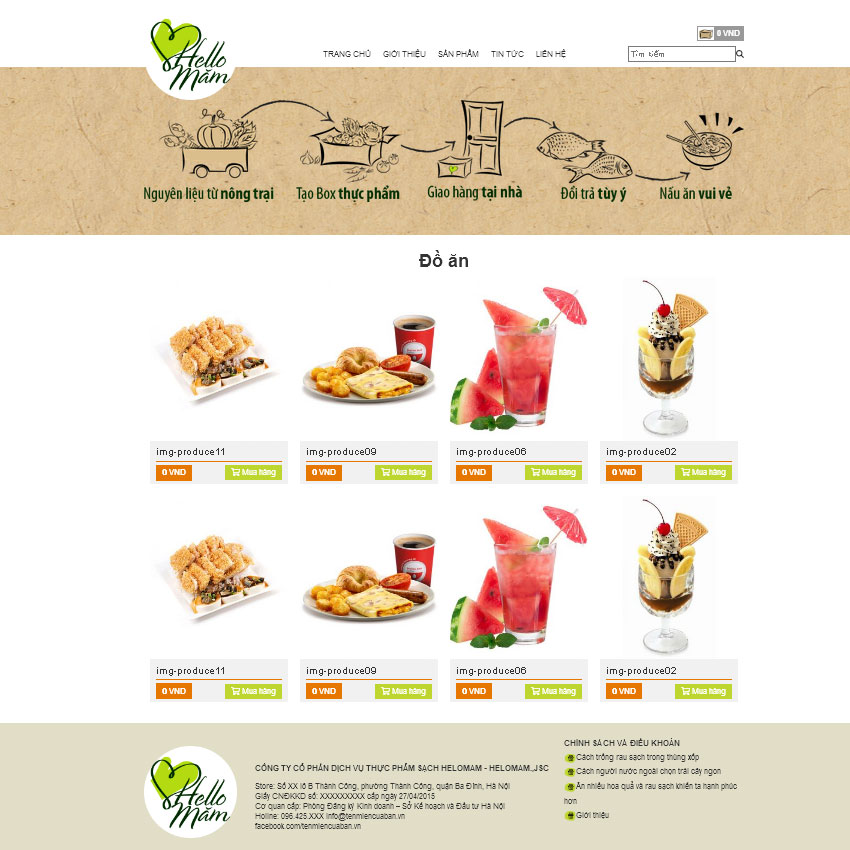 Hello
Măm
TRANG CHỦ GIỚI THIỆU SẢN PHẨM TIN TỨC LIÊN HỆ
0 VND
Tìm kiếm
Nguyên liệu từ nông trại
Tạo Box thực phẩm
Giao hàng tại nhà
Đổi trả tùy ý
Nấu ăn vui vẻ
Đồ ăn
img-produce11
0 VND Mua hàng
img-produce09
0 VND Mua hàng
img-produce06
0 VND Mua hàng
img-produce02
0 VND Mua hàng
img-produce11
0 VND Mua hàng
img-produce09
0 VND Mua hàng
img-produce06
0 VND Mua hàng
img-produce02
0 VND Mua hàng
Hello
Măm
CÔNG TY CỔ PHẦN DỊCH VỤ THỰC PHẨM SẠCH HELOMAM - HELOMAM.,JSC
Store: Số XX lô B Thành Công, phường Thành Công, quận Ba Đình, Hà Nội
Giấy CNĐKKD số: XXXXXXXXX cấp ngày 27/04/2015
Cơ quan cấp: Phòng Đăng ký Kinh doanh – Sở Kế hoạch và Đầu tư Hà Nội
Holine: 096.425.XXX info@tenmiencuaban.vn
facebook.com/tenmiencuaban.vn
CHÍNH SÁCH VÀ ĐIỀU KHOẢN
Cách trồng rau sạch trong thùng xốp
Cách người nước ngoài chọn trái cây ngon
Ăn nhiều hoa quả và rau sạch khiến ta hạnh phúc
hơn
Giới thiệu